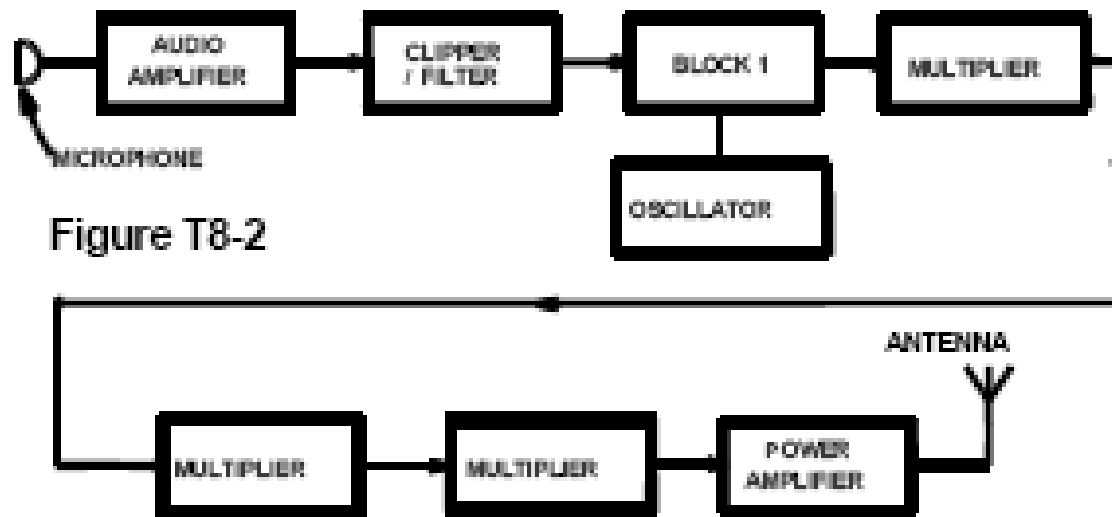 AUDIO
AMPLIFIER
CLIPPER
/ FILTER
BLOCK 1
MULTIPLIER
MICROPHONE
OSCILLATOR
Figure T8-2
ANTENNA
MULTIPLIER
MULTIPLIER
POWER
AMPLIFIER